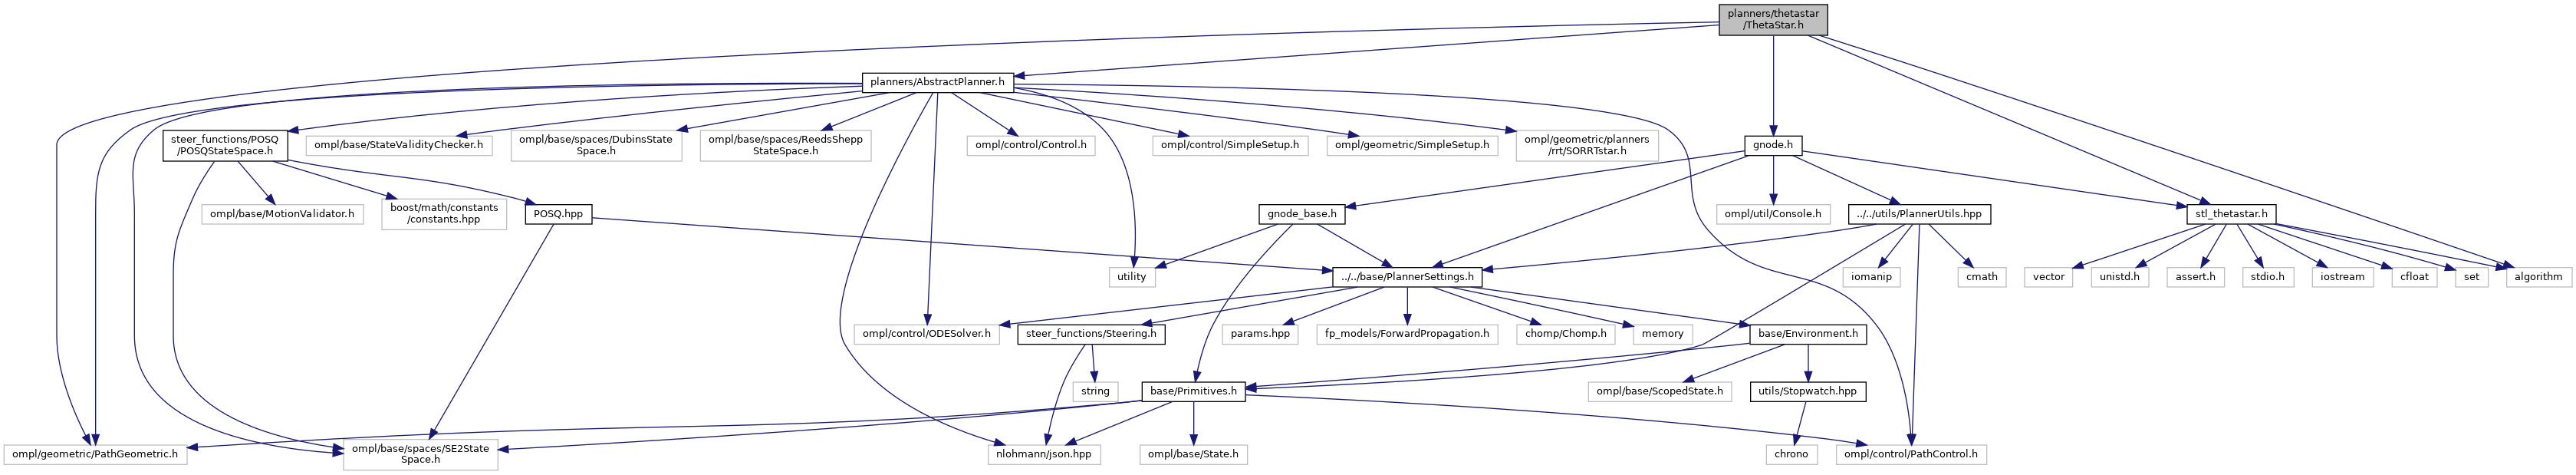 planners/thetastar
/ThetaStar.h
planners/AbstractPlanner.h
steer_functions/POSQ
/POSQStateSpace.h
ompl/base/StateValidityChecker.h
ompl/base/spaces/DubinsState
Space.h
ompl/base/spaces/ReedsShepp
StateSpace.h
ompl/control/Control.h
ompl/control/SimpleSetup.h
ompl/geometric/SimpleSetup.h
ompl/geometric/planners
/rrt/SORRTstar.h
gnode.h
ompl/base/MotionValidator.h
boost/math/constants
/constants.hpp
POSQ.hpp
gnode_base.h
ompl/util/Console.h
../../utils/PlannerUtils.hpp
stl_thetastar.h
utility
../../base/PlannerSettings.h
iomanip
cmath
vector
unistd.h
assert.h
stdio.h
iostream
cfloat
set
algorithm
ompl/control/ODESolver.h
steer_functions/Steering.h
params.hpp
fp_models/ForwardPropagation.h
chomp/Chomp.h
memory
base/Environment.h
string
base/Primitives.h
ompl/base/ScopedState.h
utils/Stopwatch.hpp
ompl/geometric/PathGeometric.h
ompl/base/spaces/SE2State
Space.h
nlohmann/json.hpp
ompl/base/State.h
chrono
ompl/control/PathControl.h